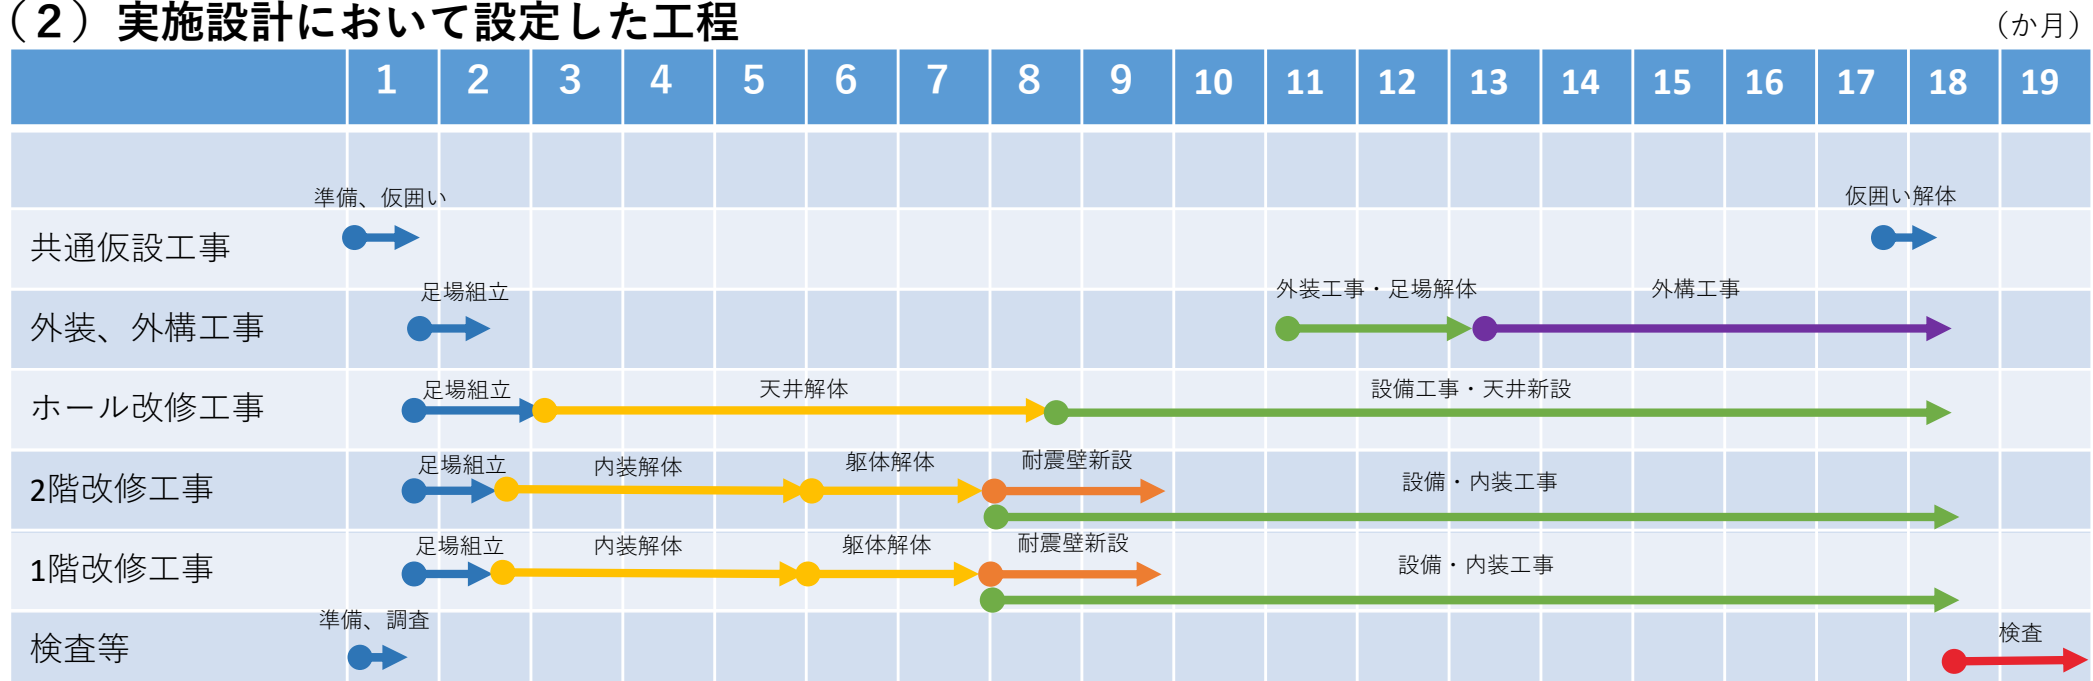 （2）実施設計において設定した工程
（か月）
1 2 3 4 5 6 7 8 9 10 11 12 13 14 15 16 17 18 19
準備、仮囲い 仮囲い解体
共通仮設工事
足場組立 外装工事・足場解体 外構工事
外装、外構工事
足場組立 天井解体 設備工事・天井新設
ホール改修工事
足場組立 内装解体 躯体解体 耐震壁新設 設備・内装工事
2階改修工事
足場組立 内装解体 躯体解体 耐震壁新設 設備・内装工事
1階改修工事
準備、調査 検査
検査等